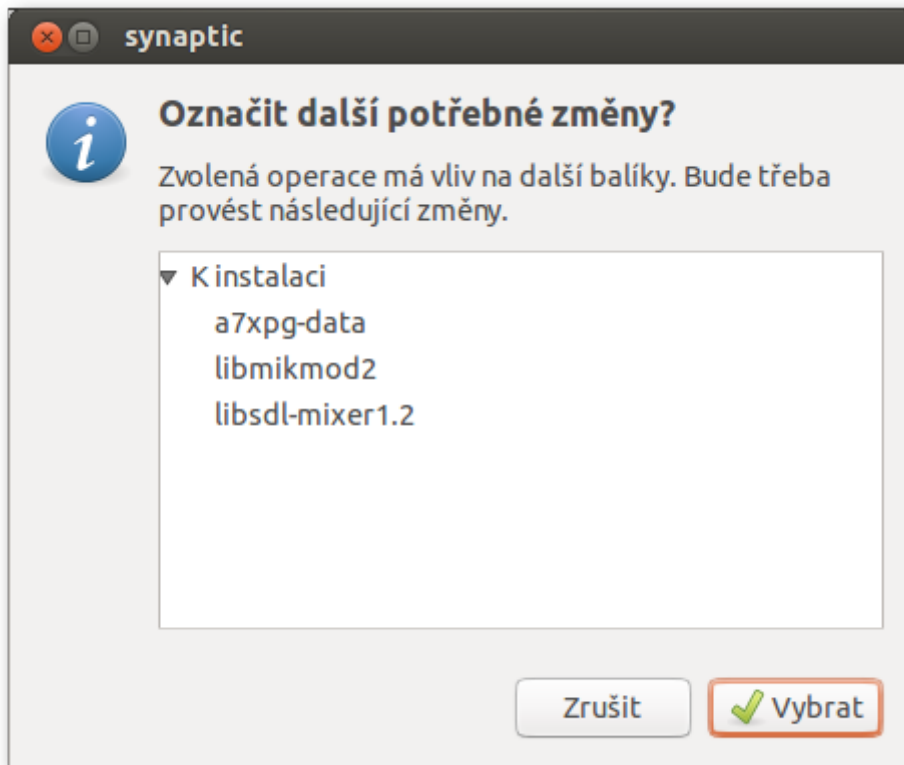 synaptic
Označit další potřebné změny?
Zvolená operace má vliv na další balíky. Bude třeba
provést následující změny.
K instalaci
a7xpg-data
libmikmod2
libsdl-mixer1.2
Zrušit
Vybrat